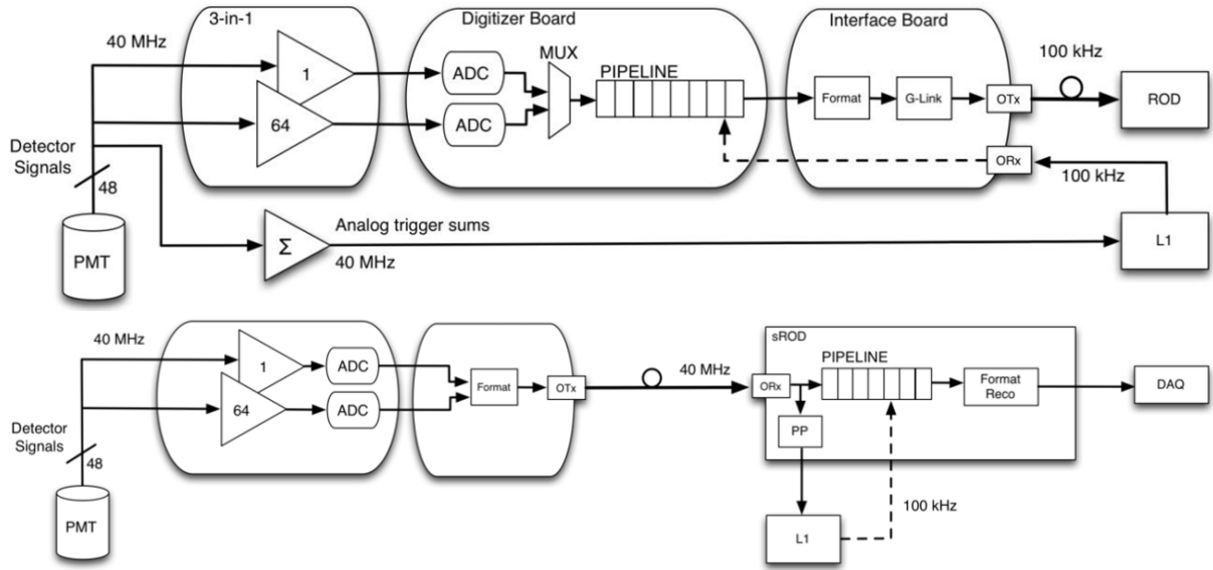 3-in-1
Digitizer Board
Interface Board
40 MHz
MUX
100 kHz
1
ADC
PIPELINE
Format
G-Link
OTx
ROD
64
ADC
Detector
Signals
ORx
100 kHz
48
Analog trigger sums
PMT
Σ
40 MHz
L1
40 MHz
sROD
1
ADC
40 MHz
PIPELINE
Format
OTx
ORx
Format
Reco
DAQ
64
ADC
PP
Detector
Signals
48
100 kHz
PMT
L1